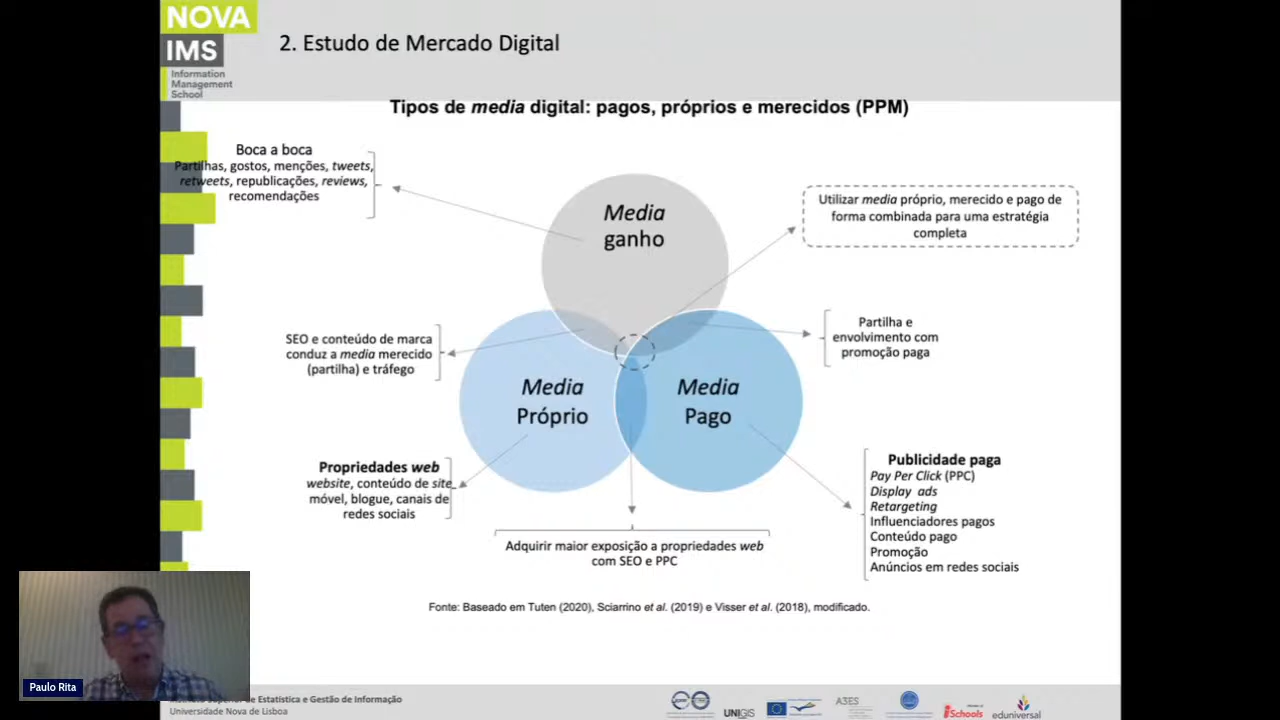 NOVA
IMS
Information
Management
School
2. Estudo de Mercado Digital
Tipos de media digital: pagos, próprios e merecidos (PPM)
Boca a boca
Partilhas, gostos, menções, tweets,
retweets, republicações, reviews,
recomendações
Media
ganho
Utilizar media próprio, merecido e pago de
forma combinada para uma estratégia
completa
SEO e conteúdo de marca
conduz a media merecido
(partilha) e tráfego
Partilha e
envolvimento com
promoção paga
Media
Próprio
Media
Pago
Propriedades web
website, conteúdo de site
móvel, blogue, canais de
redes sociais
Adquirir maior exposição a propriedades web
com SEO e PPC
Publicidade paga
Pay Per Click (PPC)
Display ads
Retargeting
Influenciadores pagos
Conteúdo pago
Promoção
Anúncios em redes sociais
Fonte: Baseado em Tuten (2020), Sciarrino et al. (2019) e Visser et al. (2018), modificado.
Paulo Rita
de Estatística e Gestão de Informação
Universidade Nova de Lisboa
UNIGIS
A3ES
iSchools
eduniversal